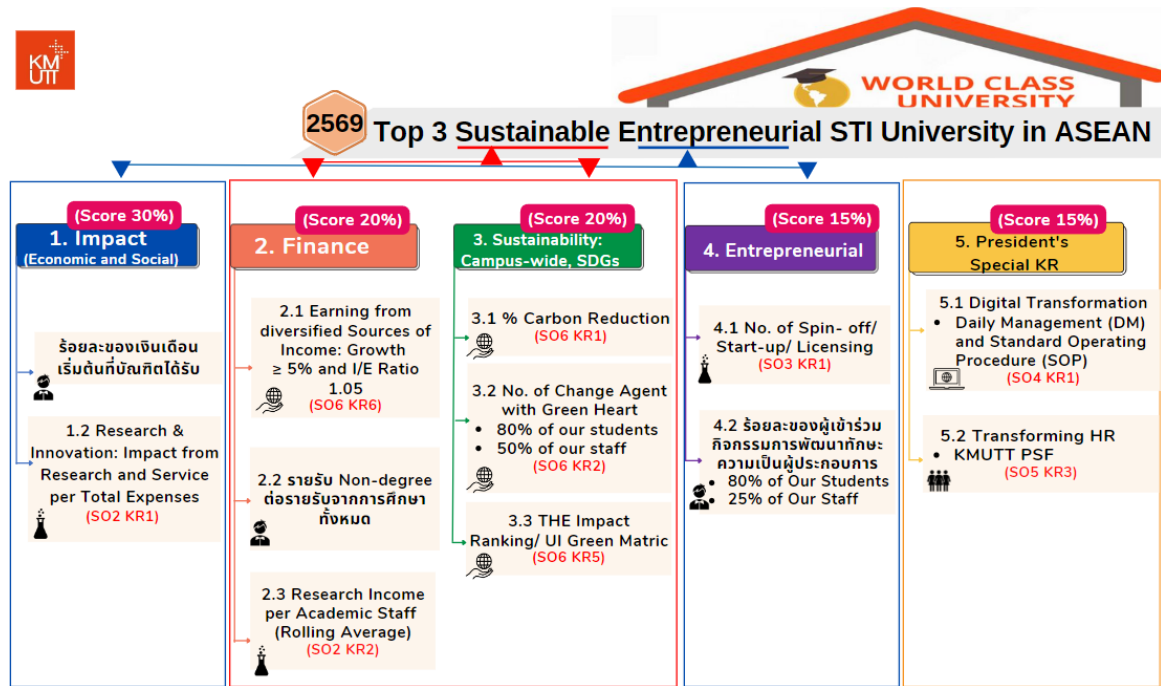 KM
UTT
WORLD CLASS
UNIVERSITY
2569
Top 3 Sustainable Entrepreneurial STI University in ASEAN
(Score 30%)
1. Impact
(Economic and Social)
ร้อยละของเงินเดือน
เริ่มต้นที่บัณฑิตได้รับ
1.2 Research &
Innovation: Impact from
Research and Service
per Total Expenses
(SO2 KR1)
(Score 20%)
2. Finance
2.1 Earning from
diversified Sources of
Income: Growth
≥ 5% and I/E Ratio
1.05
(SO6 KR6)
2.2 รายรับ Non-degree
ต่อรายรับจากการศึกษา
ทั้งหมด
2.3 Research Income
per Academic Staff
(Rolling Average)
(SO2 KR2)
(Score 20%)
3. Sustainability:
Campus-wide, SDGs
3.1 % Carbon Reduction
(SO6 KR1)
3.2 No. of Change Agent
with Green Heart
• 80% of our students
• 50% of our staff
(SO6 KR2)
3.3 THE Impact
Ranking/ UI Green Matric
(SO6 KR5)
(Score 15%)
4. Entrepreneurial
4.1 No. of Spin- off/
Start-up/ Licensing
(SO3 KR1)
4.2 ร้อยละของผู้เข้าร่วม
กิจกรรมการพัฒนาทักษะ
ความเป็นผู้ประกอบการ
• 80% of Our Students
• 25% of Our Staff
(Score 15%)
5. President's
Special KR
5.1 Digital Transformation
• Daily Management (DM)
and Standard Operating
Procedure (SOP)
(SO4 KR1)
5.2 Transforming HR
• KMUTT PSF
(SO5 KR3)